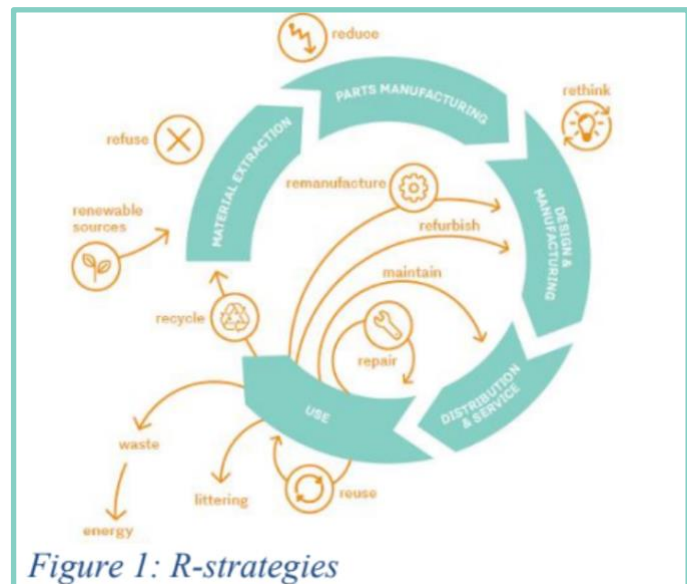 reduce
PARTS MANUFACTURING
rethink
refuse
MATERIAL EXTRACTION
remanufacture
renewable
sources
refurbish
DESIGN &
MANUFACTURING
maintain
recycle
repair
USE
DISTRIBUTION
& SERVICE
waste
littering
reuse
energy
Figure 1: R-strategies